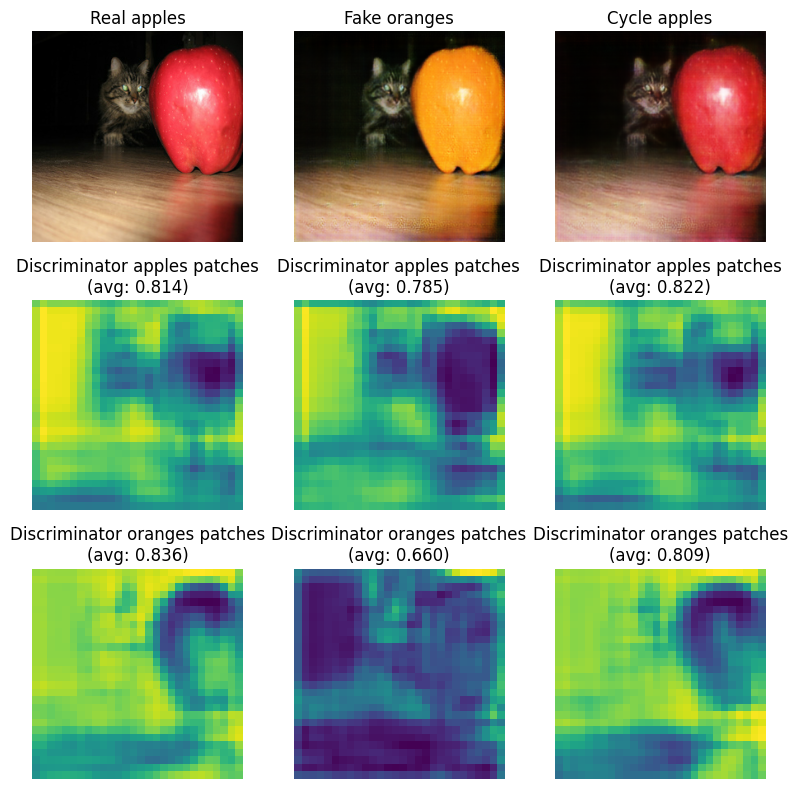 Real apples
Fake oranges
Cycle apples
Discriminator apples patches
(avg: 0.814)
Discriminator apples patches
(avg: 0.785)
Discriminator apples patches
(avg: 0.822)
Discriminator oranges patches
(avg: 0.836)
Discriminator oranges patches
(avg: 0.660)
Discriminator oranges patches
(avg: 0.809)